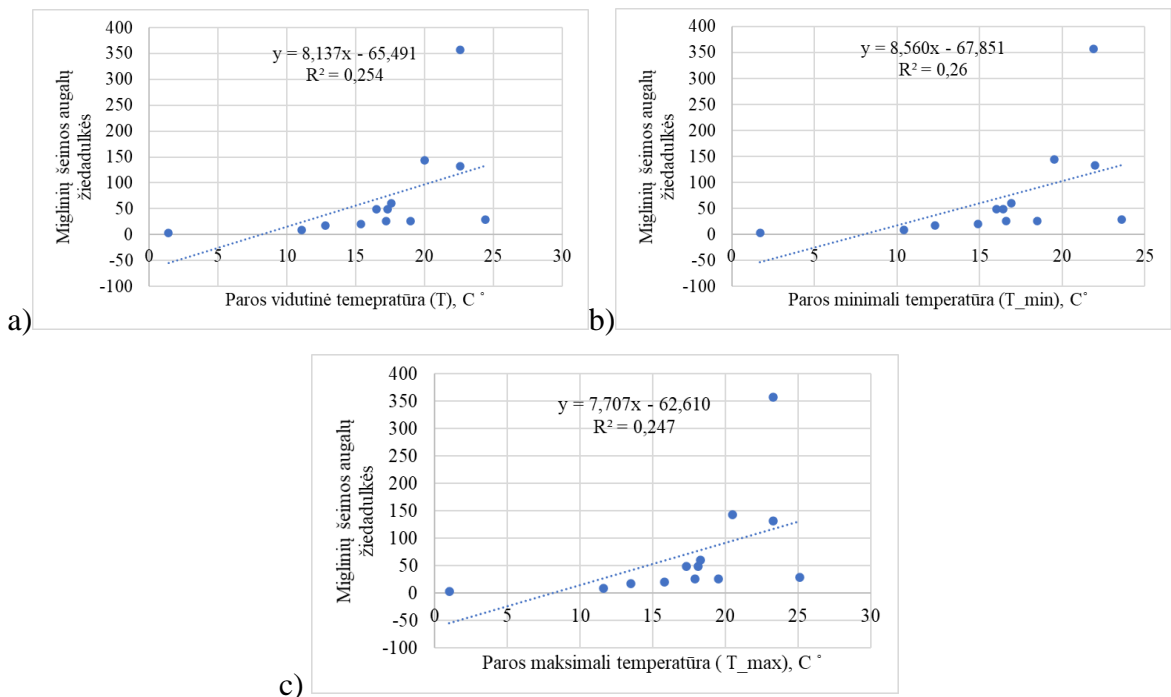 400
350
300
250
200
150
100
50
0
-50
-100
Miglinių šeimos augalų
žiedadulkės
y = 8,137x - 65,491
R² = 0,254
0 5 10 15 20 25 30
Paros vidutinė temepratūra (T), C ˚
a)
400
350
300
250
200
150
100
50
0
-50
-100
Miglinių šeimos augalų
žiedadulkės
y = 8,560x - 67,851
R² = 0,26
0 5 10 15 20 25
Paros minimali temperatūra (T_min), C˚
b)
400
350
300
250
200
150
100
50
0
-50
-100
Miglinių šeimos augalų
žiedadulkės
y = 7,707x - 62,610
R² = 0,247
0 5 10 15 20 25 30
Paros maksimali temperatūra ( T_max), C ˚
c)